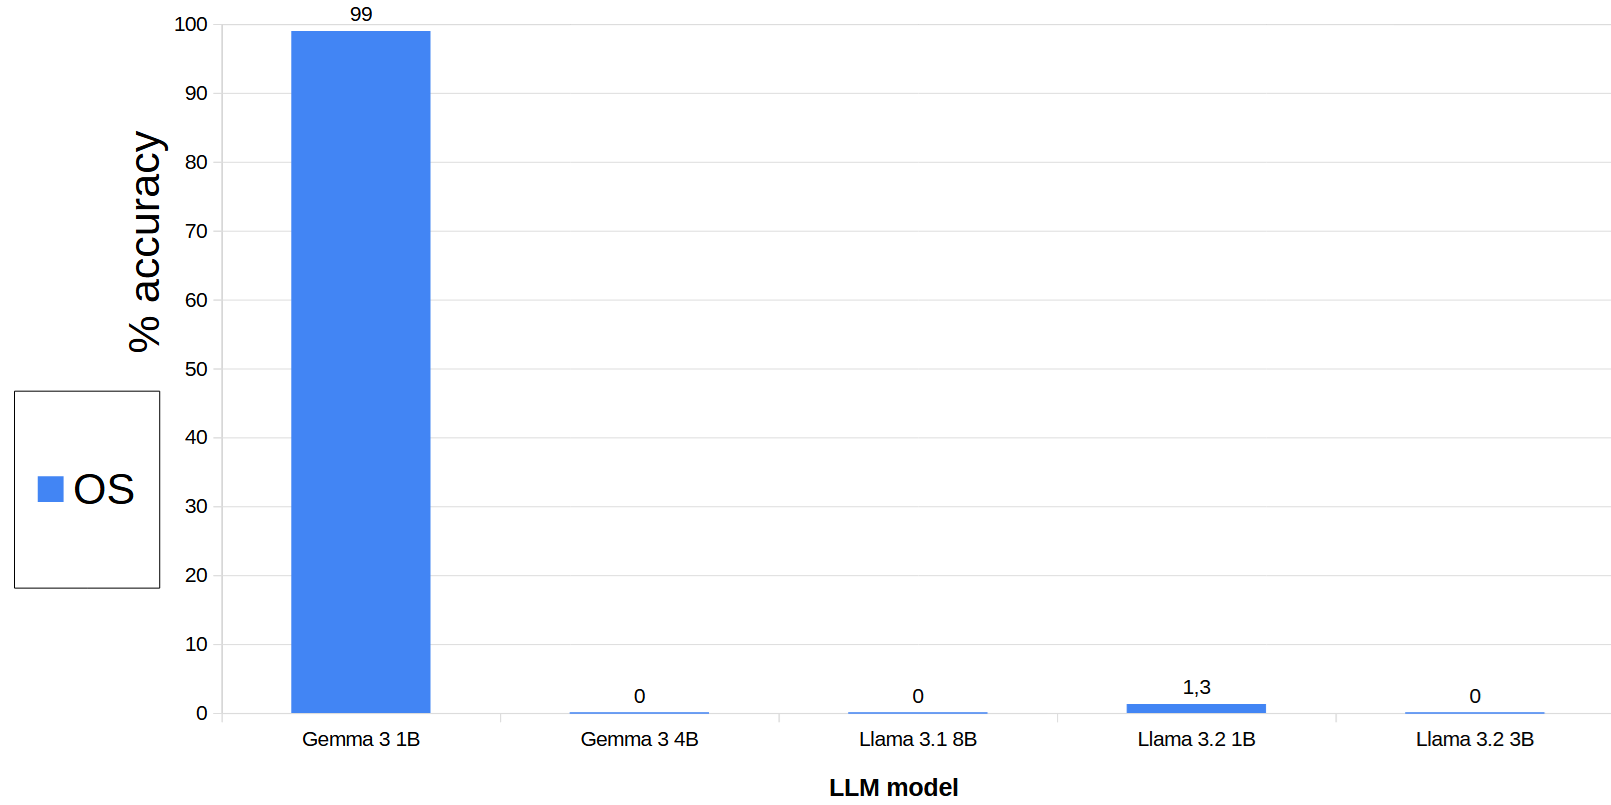 % accuracy
OS
100
90
80
70
60
50
40
30
20
10
0
99
0
0
1,3
0
Gemma 3 1B
Gemma 3 4B
Llama 3.1 8B
Llama 3.2 1B
Llama 3.2 3B
LLM model